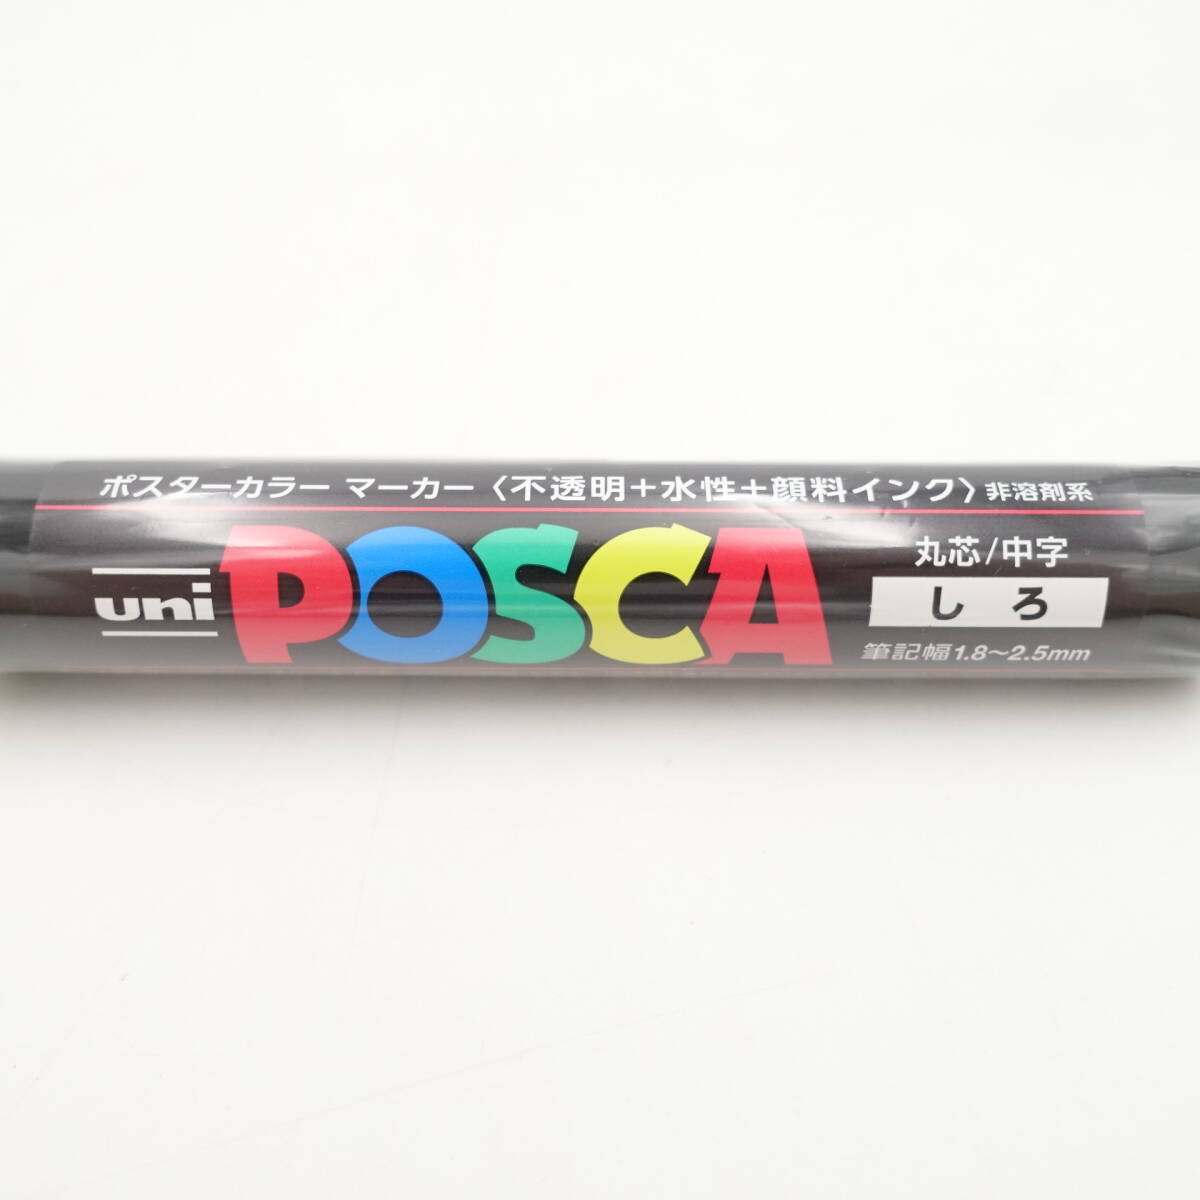 ポスターカラー マーカー〈不透明+水性+顔料インク〉非溶剤系
uni POSCA
丸芯/中字
しろ
筆記幅1.8〜2.5mm